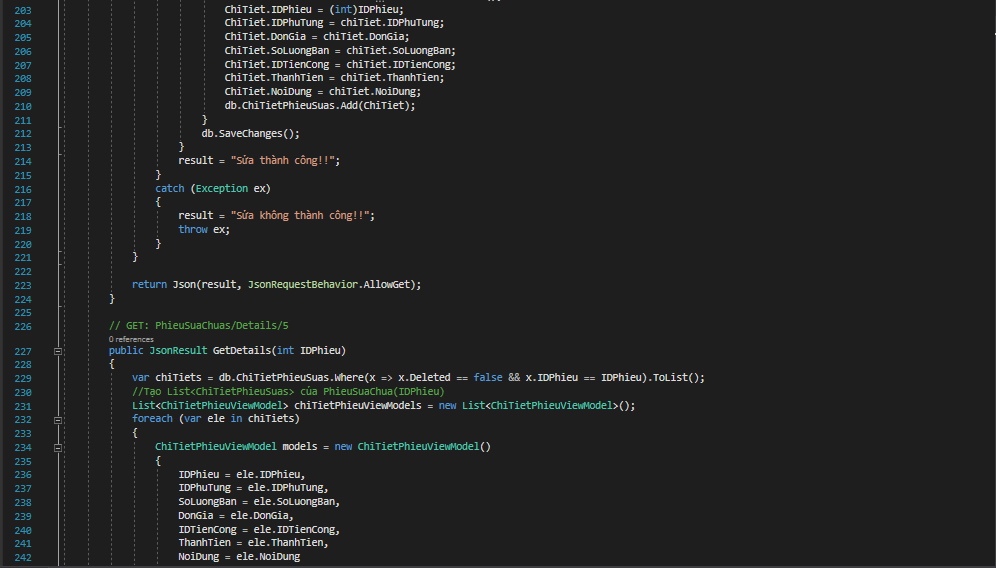 203 ChiTiet.IDPhieu = (int)IDPhieu;
204 ChiTiet.IDPhuTung = chiTiet.IDPhuTung;
205 ChiTiet.DonGia = chiTiet.DonGia;
206 ChiTiet.SoLuongBan = chiTiet.SoLuongBan;
207 ChiTiet.IDTienCong = chiTiet.IDTienCong;
208 ChiTiet.ThanhTien = chiTiet.ThanhTien;
209 ChiTiet.NoiDung = chiTiet.NoiDung;
210 db.ChiTietPhieuSuas.Add(ChiTiet);
211 }
212 db.SaveChanges();
213 }
214 result = "Sửa thành công!!";
215 }
216 catch (Exception ex)
217 {
218 result = "Sửa không thành công!!";
219 throw ex;
220 }
221 }
222
223 return Json(result, JsonRequestBehavior.AllowGet);
224 }
225
226 // GET: PhieuSuaChuas/Details/5
0 references
227 public JsonResult GetDetails(int IDPhieu)
228 {
229 var chiTiets = db.ChiTietPhieuSuas.Where(x => x.Deleted == false && x.IDPhieu == IDPhieu).ToList();
230 //Tạo List<ChiTietPhieuSuas> của PhieuSuaChua(IDPhieu)
231 List<ChiTietPhieuViewModel> chiTietPhieuViewModels = new List<ChiTietPhieuViewModel>();
232 foreach (var ele in chiTiets)
233 {
234 ChiTietPhieuViewModel models = new ChiTietPhieuViewModel()
235 {
236 IDPhieu = ele.IDPhieu,
237 IDPhuTung = ele.IDPhuTung,
238 SoLuongBan = ele.SoLuongBan,
239 DonGia = ele.DonGia,
240 IDTienCong = ele.IDTienCong,
241 ThanhTien = ele.ThanhTien,
242 NoiDung = ele.NoiDung